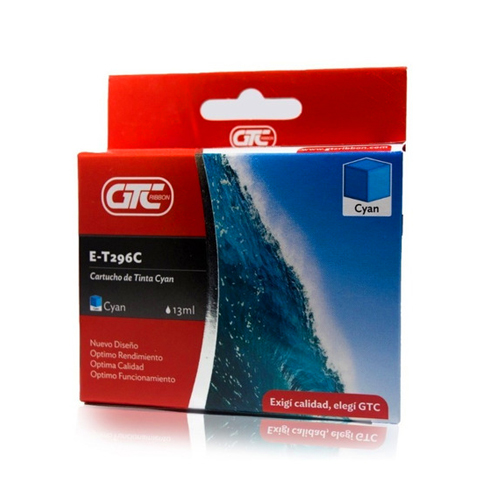 GTC
RIBBON
www.gtcribbon.com
GTC
RIBBON
Cyan
E-T296C
Cartucho de Tinta Cyan
Cyan
13ml
Nuevo Diseño
Optimo Rendimiento
Optima Calidad
Optimo Funcionamiento
Exigí calidad, elegí GTC